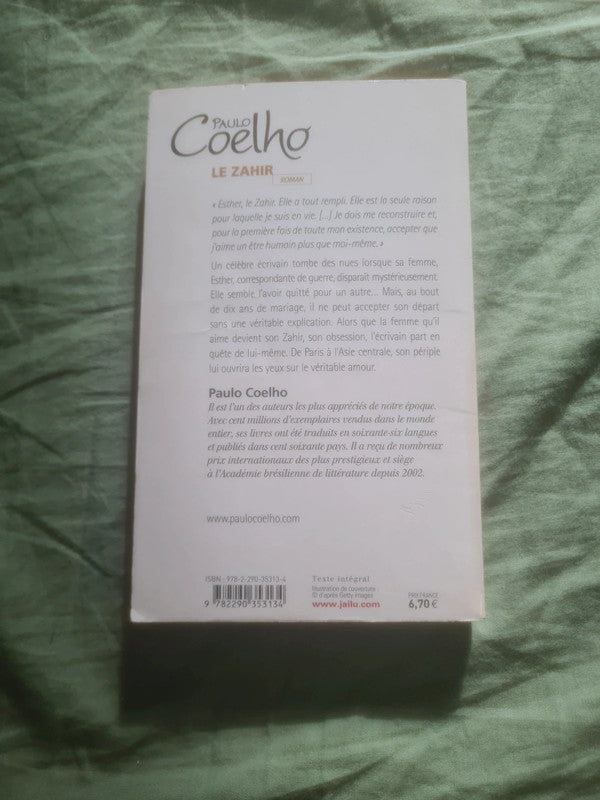 PAULO
Coelho
LE ZAHIR
ROMAN
« Esther, le Zahir. Elle a tout rempli. Elle est la seule raison
pour laquelle je suis en vie. [...] Je dois me reconstruire et,
pour la première fois de toute mon existence, accepter que
j'aime un être humain plus que moi-même. »
Un célèbre écrivain tombe des nues lorsque sa femme,
Esther, correspondante de guerre, disparaît mystérieusement.
Elle semble l'avoir quitté pour un autre... Mais, au bout
de dix ans de mariage, il ne peut accepter son départ
sans une véritable explication. Alors que la femme qu'il
aime devient son Zahir, son obsession, l'écrivain part en
quête de lui-même. De Paris à l'Asie centrale, son périple
lui ouvrira les yeux sur le véritable amour.
Paulo Coelho
Il est l'un des auteurs les plus appréciés de notre époque.
Avec cent millions d'exemplaires vendus dans le monde
entier, ses livres ont été traduits en soixante-six langues
et publiés dans cent soixante pays. Il a reçu de nombreux
prix internationaux des plus prestigieux et siège
à l'Académie brésilienne de littérature depuis 2002.
www.paulocoelho.com
ISBN : 978-2-290-35313-4
9 782290 353134
Texte intégral
Illustration de couverture :
© d'après Getty Images
www.jailu.com
PRIX FRANCE
6,70 €